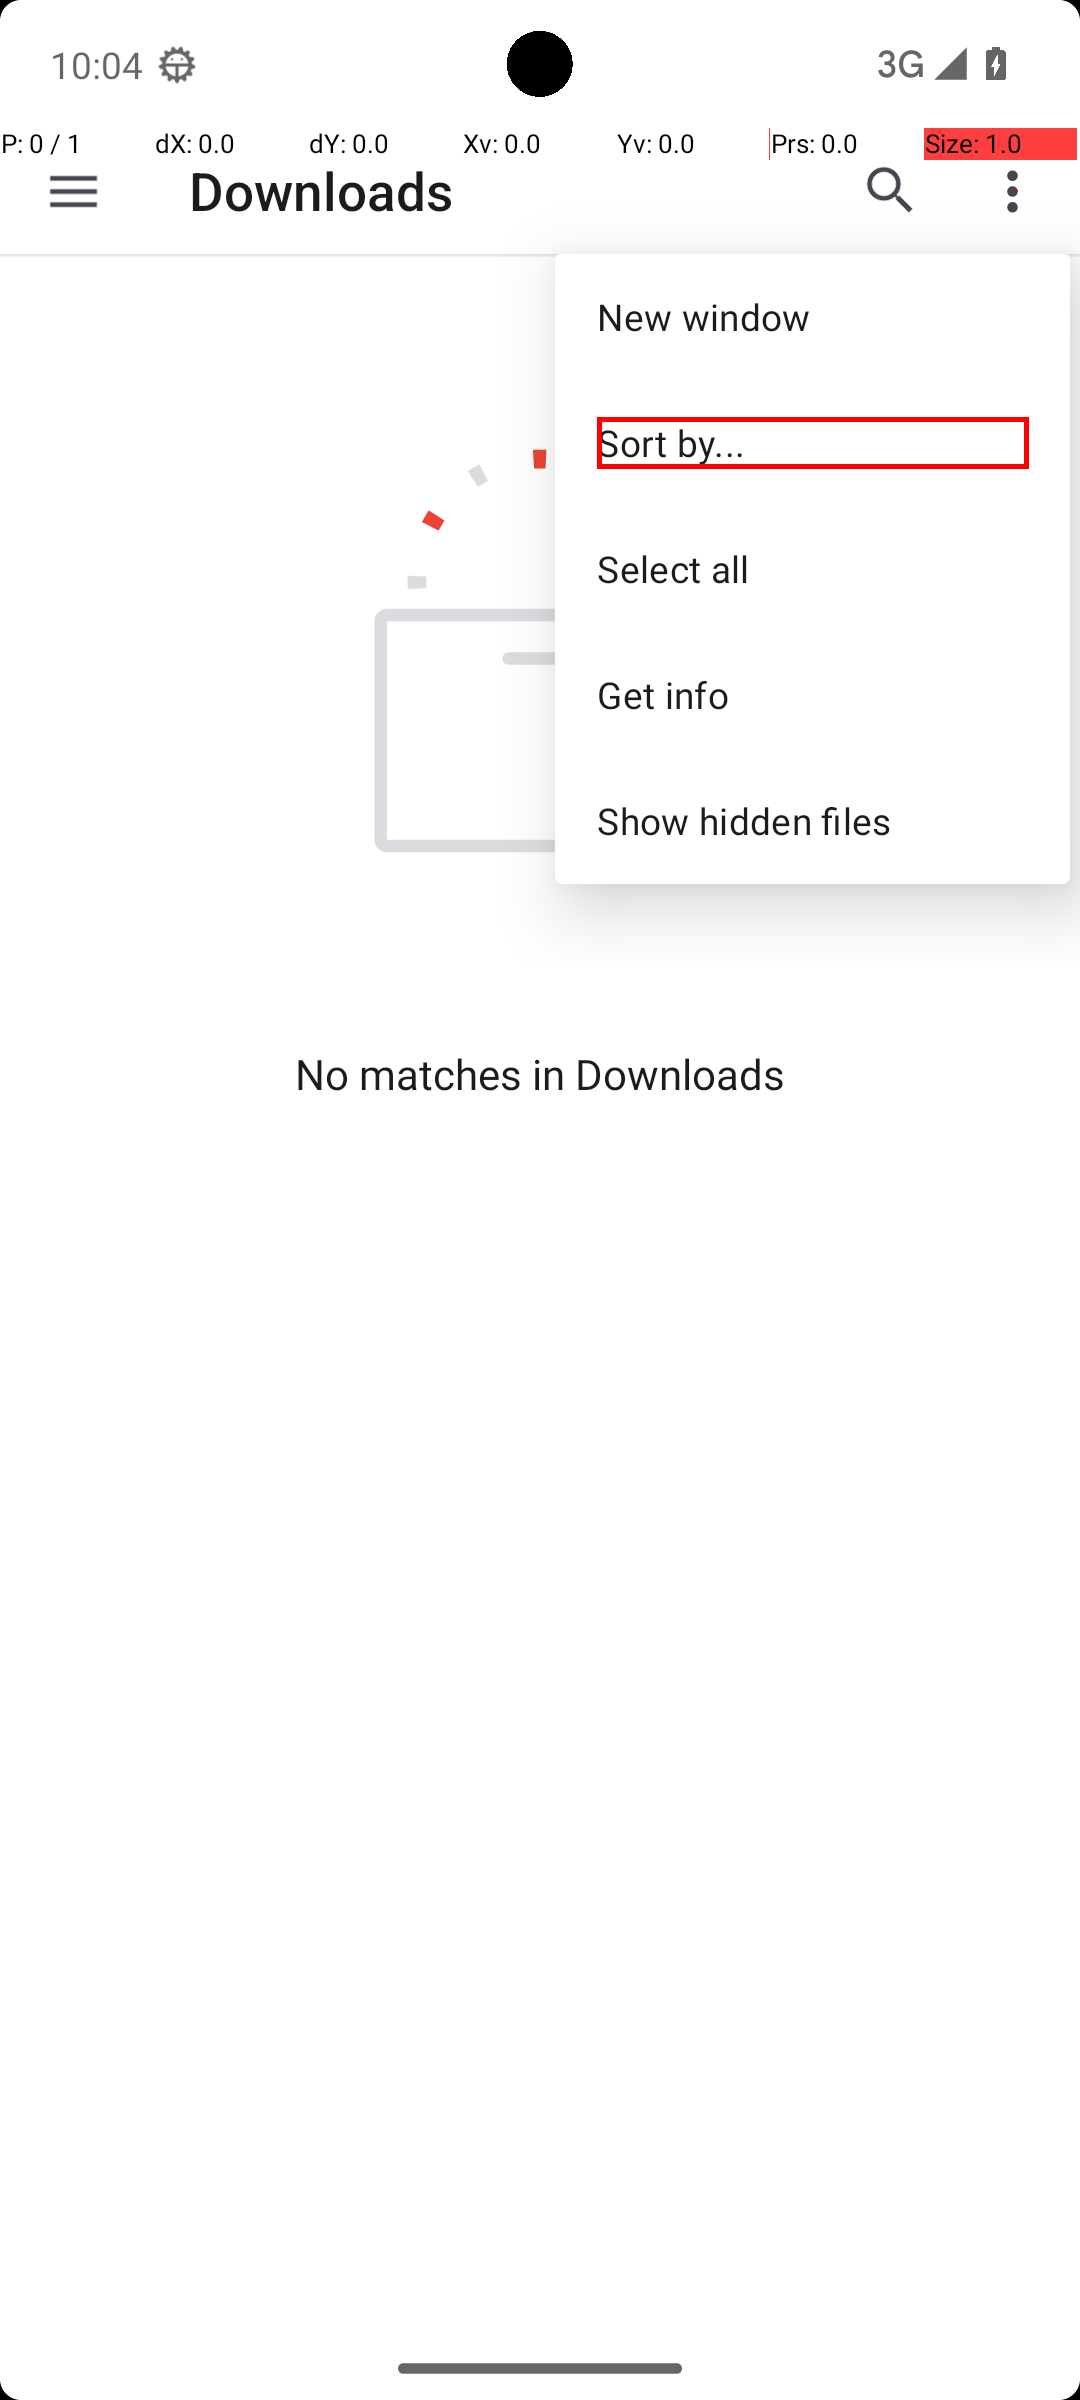 10:04
3G
P: 0 / 1 dX: 0.0 dY: 0.0 Xv: 0.0 Yv: 0.0 Prs: 0.0 Size: 1.0
Downloads
New window
Sort by...
Select all
Get info
Show hidden files
No matches in Downloads